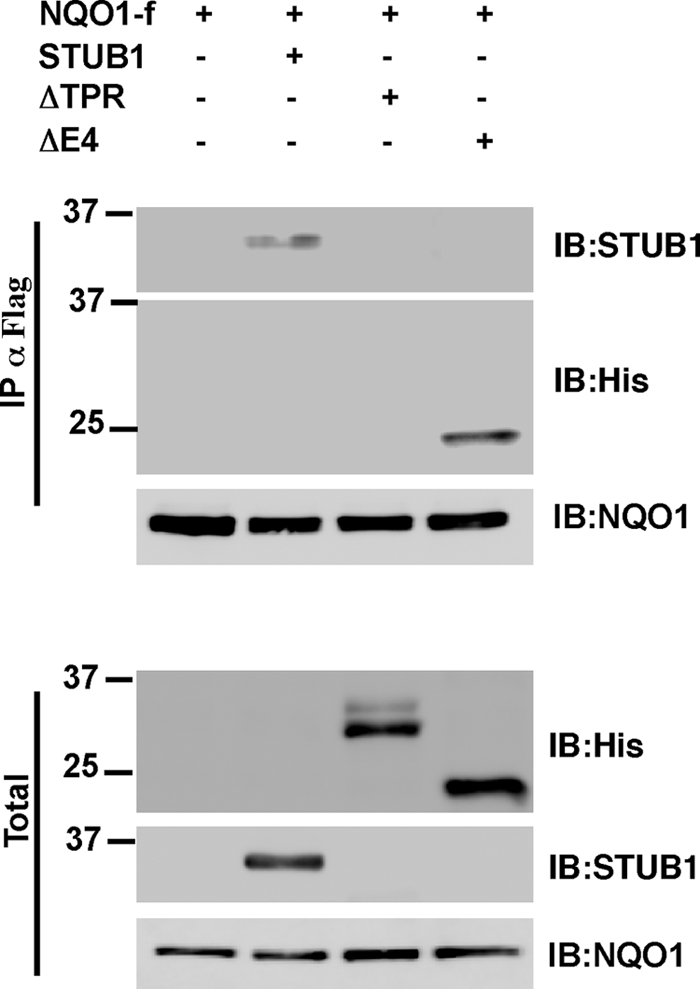 NQO1-f + + + +
STUB1 - + - -
ΔTPR - - + -
ΔE4 - - - +
37
IB:STUB1
37
IP α Flag
IB:His
25
IB:NQO1
37
IB:His
25
Total
37
IB:STUB1
IB:NQO1